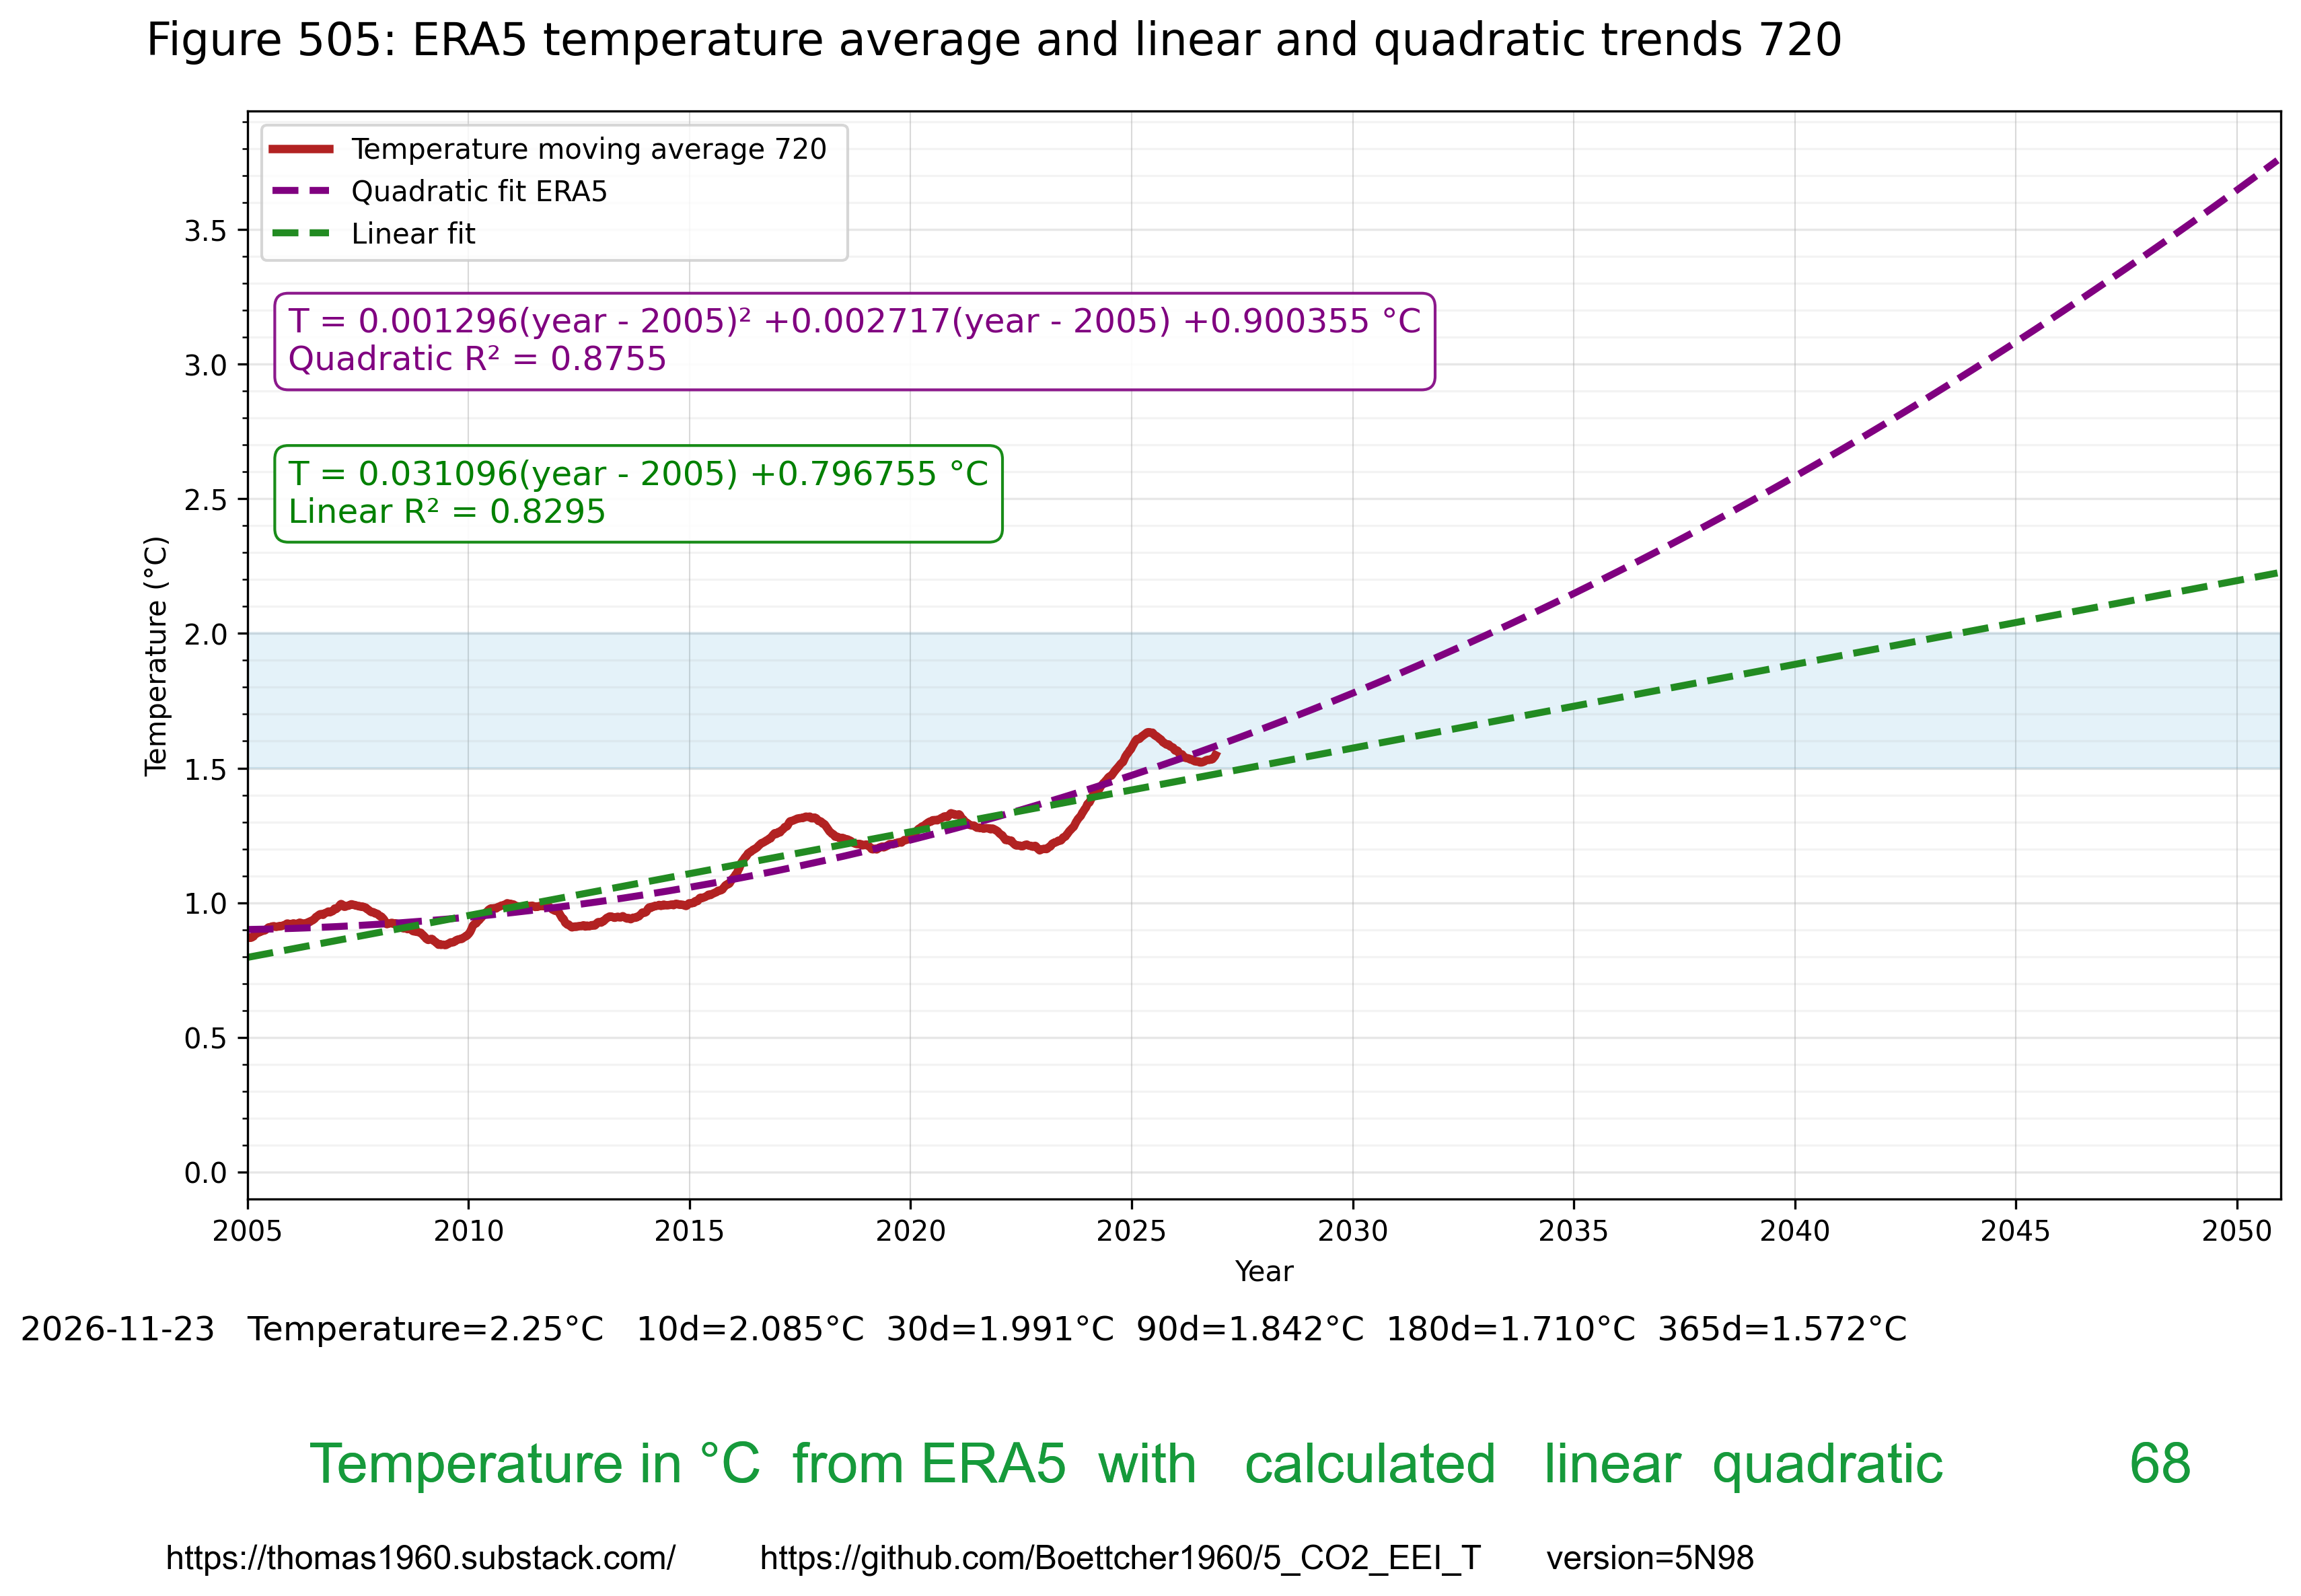 Figure 505: ERA5 temperature average and linear and quadratic trends 720
Temperature moving average 720
Quadratic fit ERA5
Linear fit
T = 0.001296(year - 2005)² +0.002717(year - 2005) +0.900355 °C
Quadratic R² = 0.8755
T = 0.031096(year - 2005) +0.796755 °C
Linear R² = 0.8295
Temperature (°C)
3.5
3.0
2.5
2.0
1.5
1.0
0.5
0.0
2005 2010 2015 2020 2025 2030 2035 2040 2045 2050
Year
2026-11-23 Temperature=2.25°C 10d=2.085°C 30d=1.991°C 90d=1.842°C 180d=1.710°C 365d=1.572°C
Temperature in °C from ERA5 with calculated linear quadratic 68
https://thomas1960.substack.com/ https://github.com/Boettcher1960/5_CO2_EEI_T version=5N98